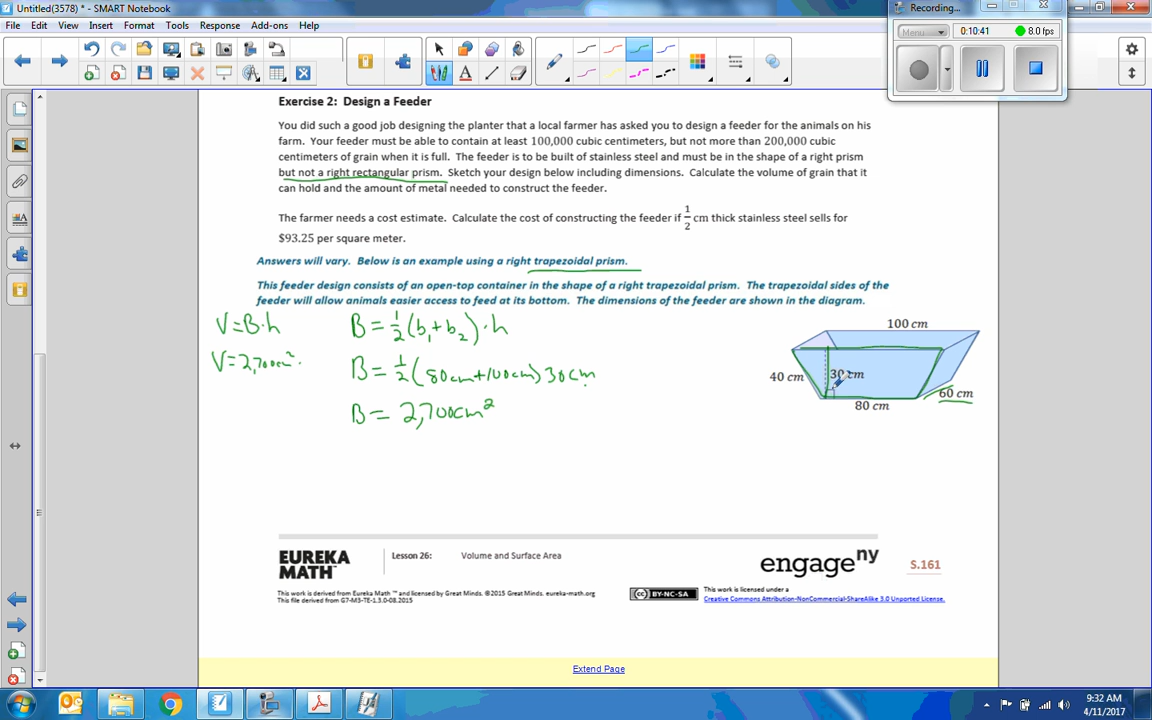 Untitled(3578) * - SMART Notebook
Recording...
File Edit View Insert Format Tools Response Add-ons Help
Menu
0:10:41
8.0 fps
Exercise 2: Design a Feeder
You did such a good job designing the planter that a local farmer has asked you to design a feeder for the animals on his
farm. Your feeder must be able to contain at least 100,000 cubic centimeters, but not more than 200,000 cubic
centimeters of grain when it is full. The feeder is to be built of stainless steel and must be in the shape of a right prism
but not a right rectangular prism. Sketch your design below including dimensions. Calculate the volume of grain that it
can hold and the amount of metal needed to construct the feeder.
The farmer needs a cost estimate. Calculate the cost of constructing the feeder if 1/2 cm thick stainless steel sells for
$93.25 per square meter.
Answers will vary. Below is an example using a right trapezoidal prism.
This feeder design consists of an open-top container in the shape of a right trapezoidal prism. The trapezoidal sides of the
feeder will allow animals easier access to feed at its bottom. The dimensions of the feeder are shown in the diagram.
V=B·h
B = 1/2 (b₁+b₂)·h
100 cm
V=2,700cm²·
B = 1/2 (80cm+100cm) 30cm
40 cm
30 cm
60 cm
80 cm
B = 2,700cm²
EUREKA
MATH™
Lesson 26: Volume and Surface Area
engageny
S.161
This work is derived from Eureka Math ™ and licensed by Great Minds. ©2015 Great Minds. eureka-math.org
This file derived from G7-M3-TE-1.3.0-08.2015
CC BY-NC-SA
This work is licensed under a
Creative Commons Attribution-NonCommercial-ShareAlike 3.0 Unported License.
Extend Page
9:32 AM
4/11/2017